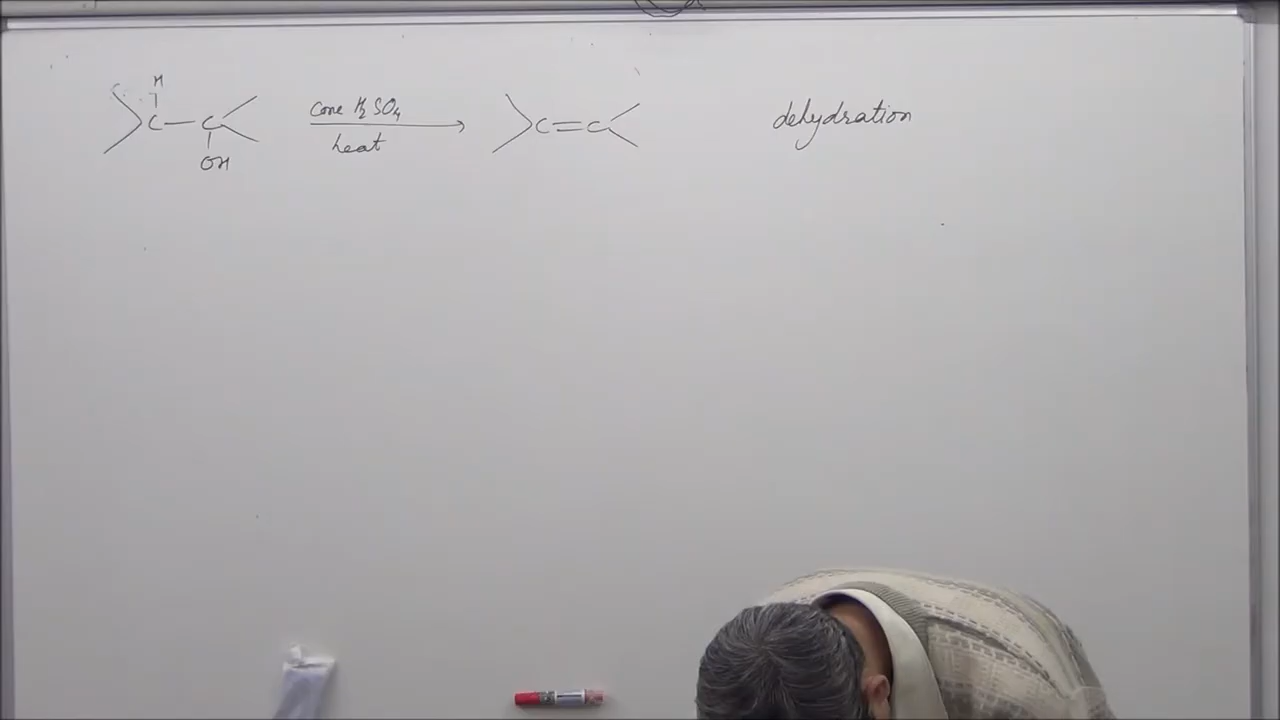 H
C — C
OH
conc H2SO4
heat
C = C
dehydration